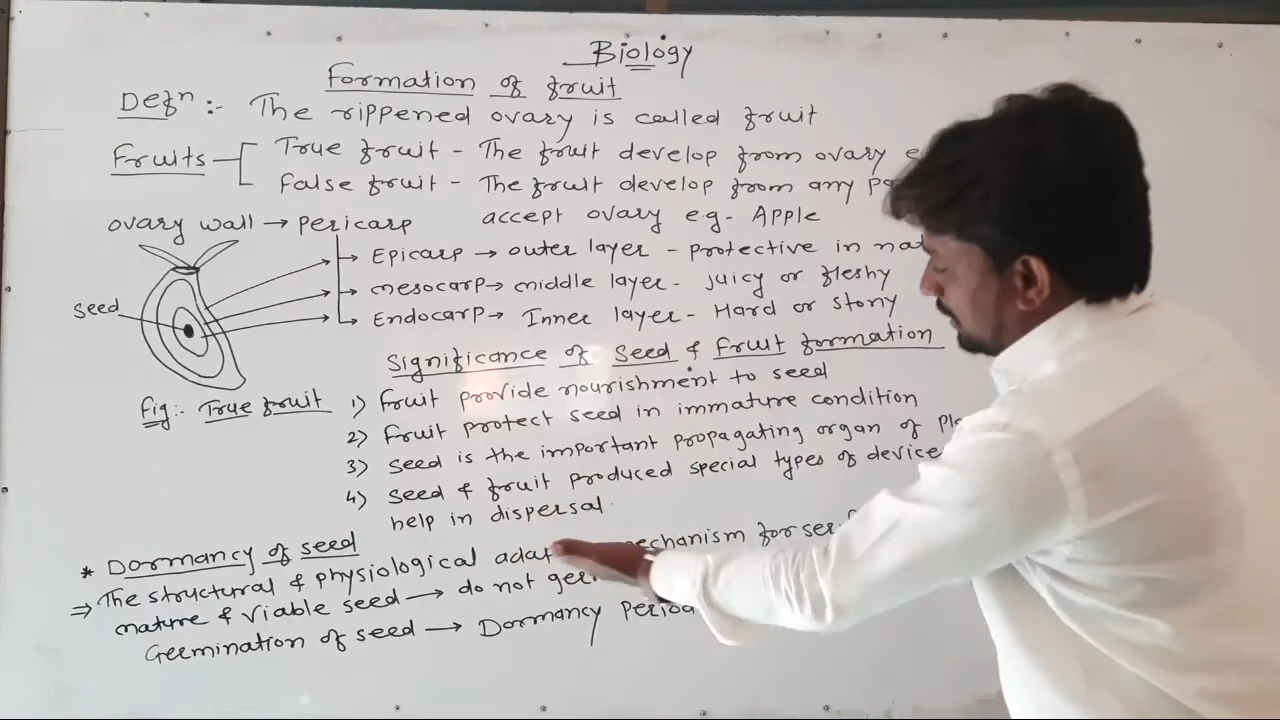 Biology
Formation of fruit
Defn :- The rippened ovary is called fruit
Fruits
True fruit - The fruit develop from ovary
False fruit - The fruit develop from any
accept ovary eg- Apple
ovary wall → pericarp
Epicarp → outer layer - protective in
mesocarp → middle layer - juicy or fleshy
Endocarp → Inner layer - Hard or stony
seed
Fig :- True fruit
Significance of Seed & Fruit formation
1) Fruit provide nourishment to seed
2) Fruit protect seed in immature condition
3) Seed is the important propagating organ of
4) Seed & fruit produced special types of device
help in dispersal.
* Dormancy of seed
⇒ The structural & physiological mechanism for
mature & viable seed → do not
Germination of seed → Dormancy Period